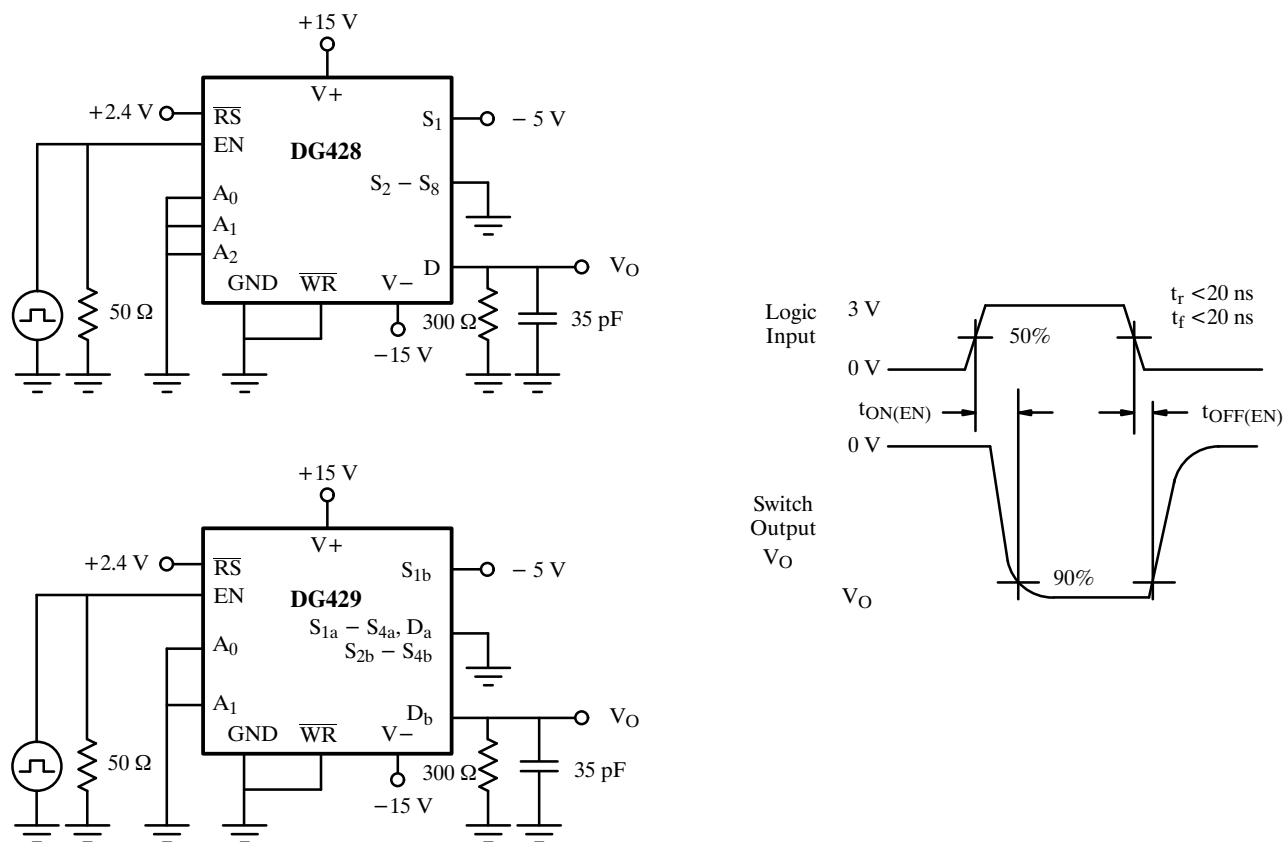 +15 V
V+
+2.4 V
RS
EN
DG428
S1
− 5 V
S2 − S8
A0
A1
A2
GND
WR
V−
D
VO
50 Ω
−15 V
300 Ω
35 pF
+15 V
V+
+2.4 V
RS
EN
DG429
S1b
− 5 V
S1a − S4a, Da
S2b − S4b
A0
A1
GND
WR
V−
Db
VO
50 Ω
−15 V
300 Ω
35 pF
Logic
Input
3 V
50%
tr <20 ns
tf <20 ns
0 V
tON(EN)
tOFF(EN)
0 V
Switch
Output
VO
VO
90%